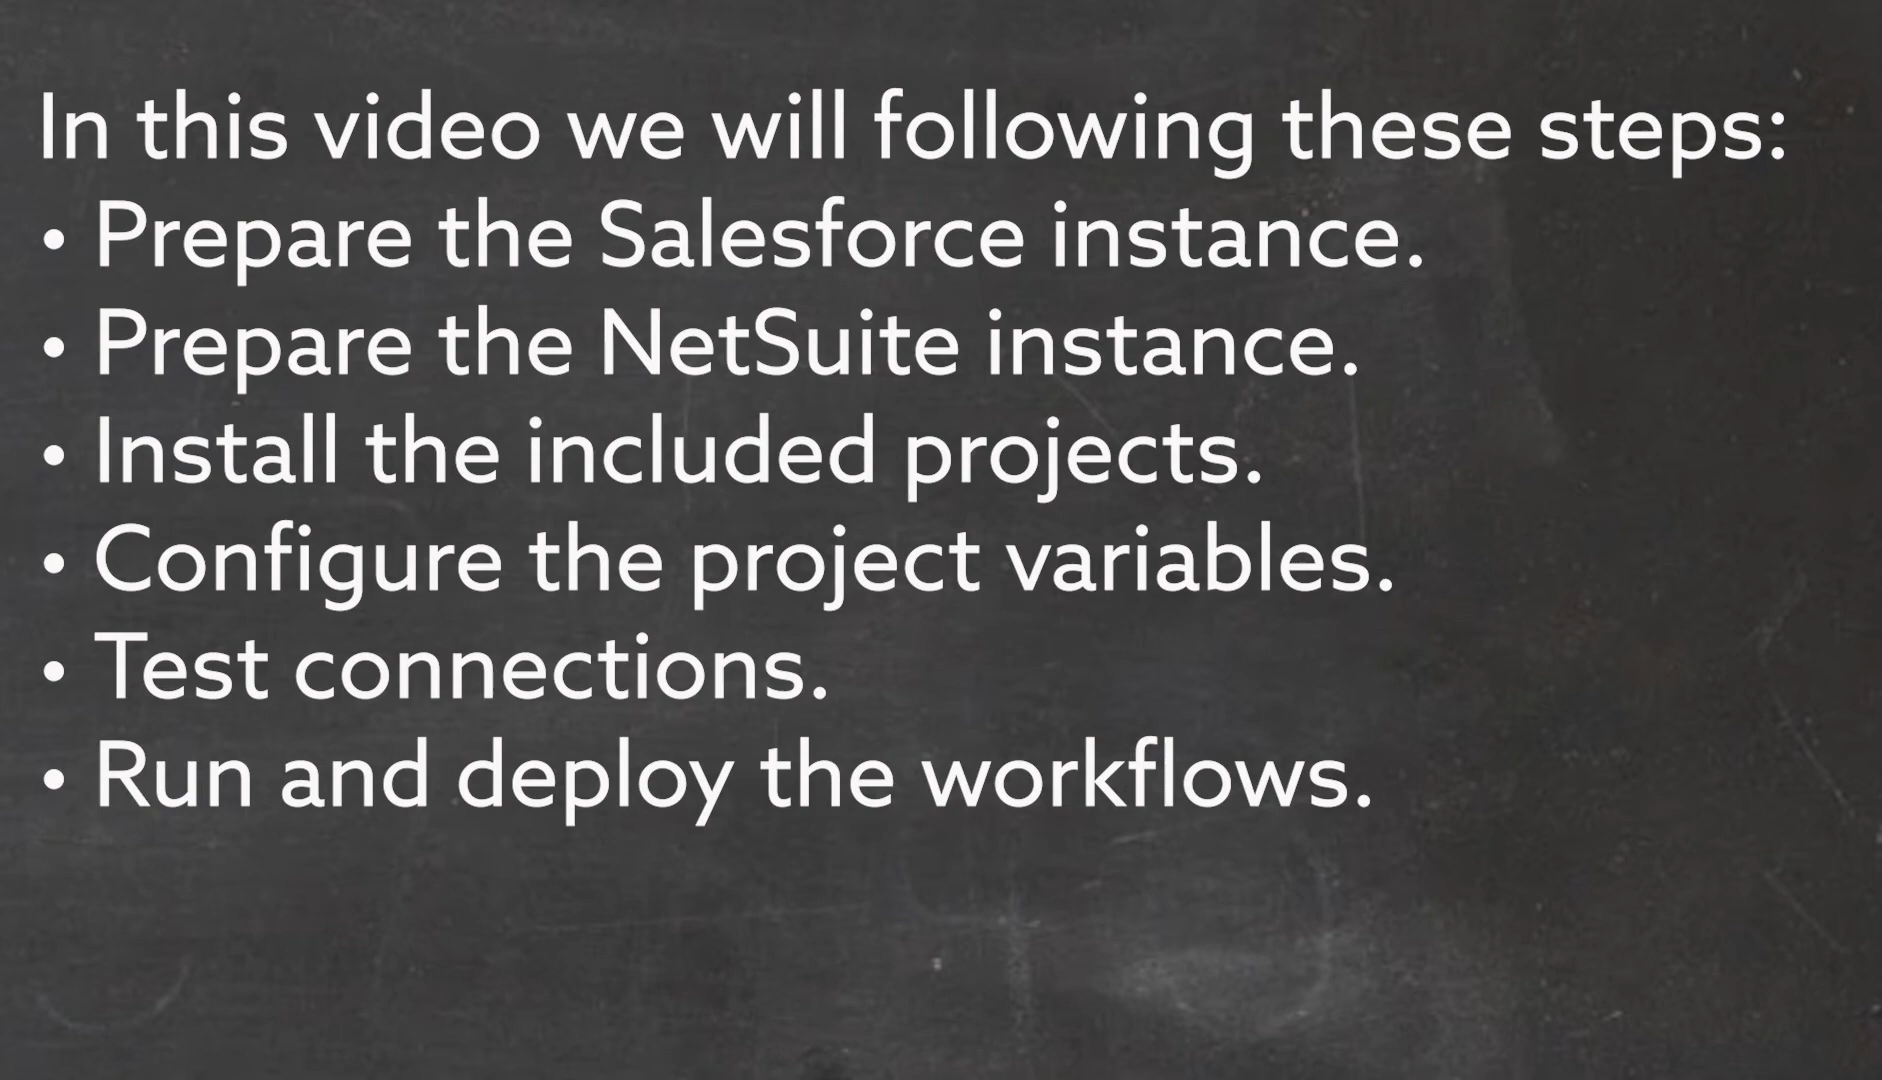 In this video we will following these steps:
• Prepare the Salesforce instance.
• Prepare the NetSuite instance.
• Install the included projects.
• Configure the project variables.
• Test connections.
• Run and deploy the workflows.